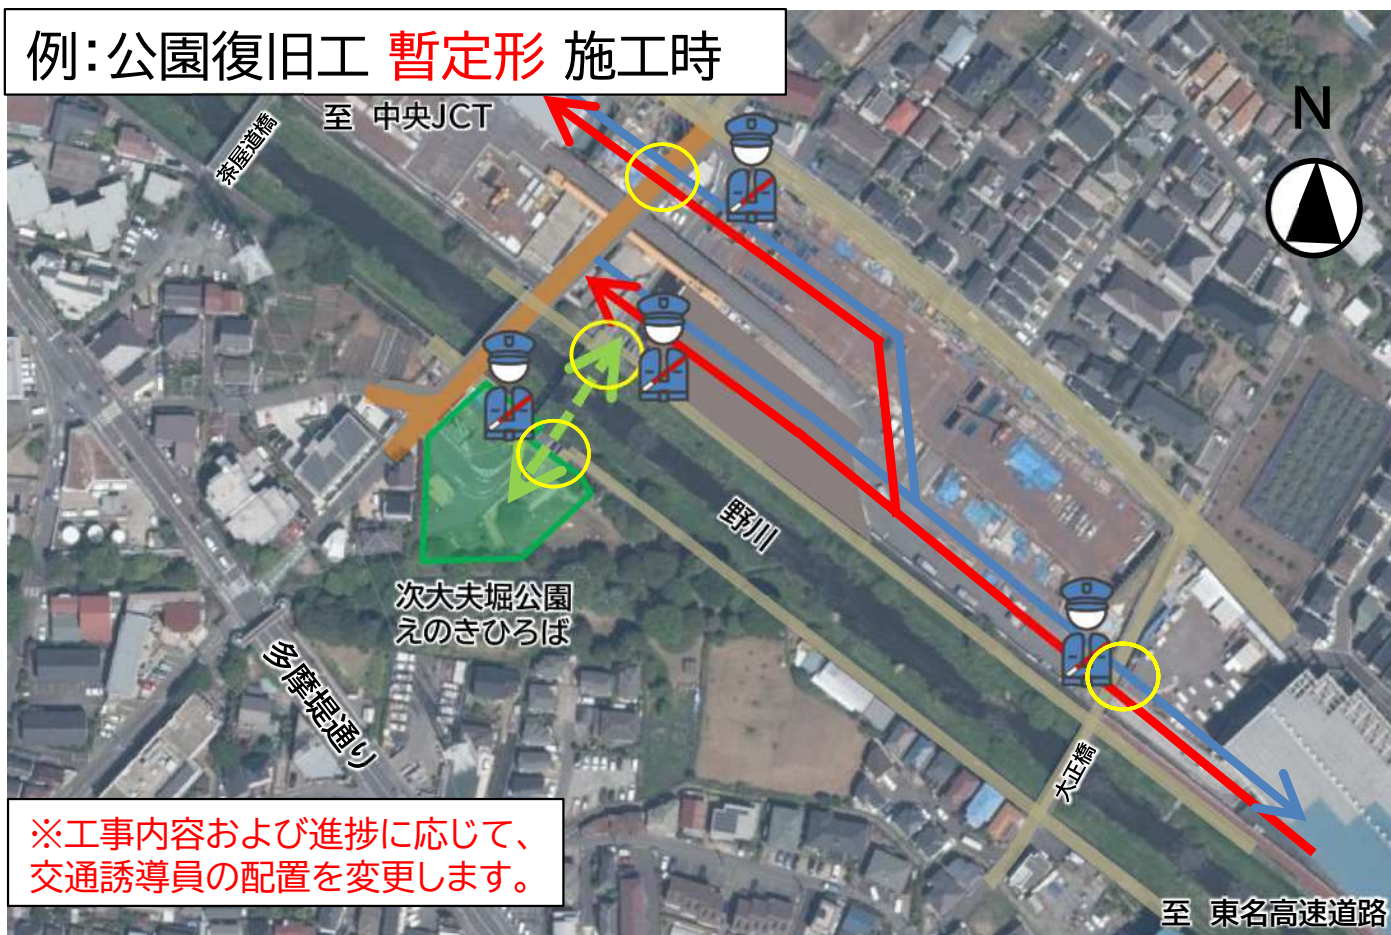 例：公園復旧工 暫定形 施工時
至 中央JCT
茶屋道橋
N
野川
次大夫堀公園
えのきひろば
多摩堤通り
大正橋
※工事内容および進捗に応じて、
交通誘導員の配置を変更します。
至 東名高速道路